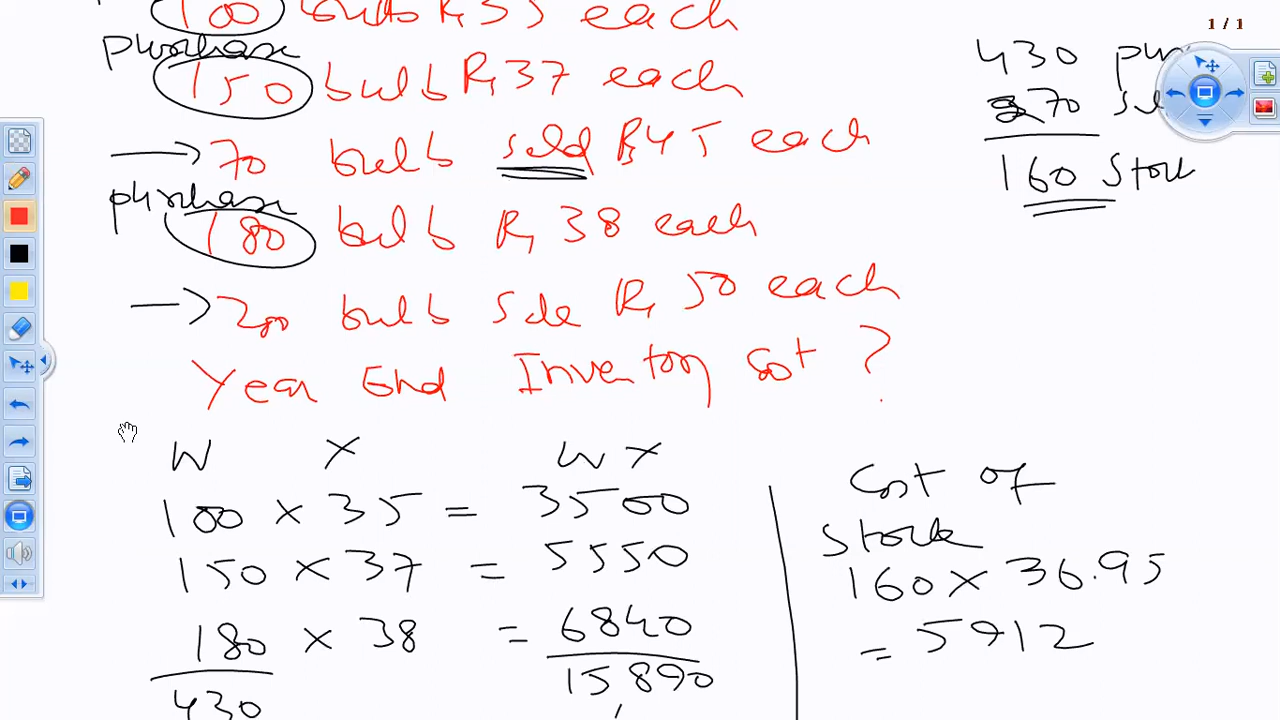 100 bulbs Rs 35 each
purchase
150 bulb Rs 37 each
70 bulb sold Rs 45 each
purchase
180 bulb Rs 38 each
200 bulb Sale Rs 50 each
Year End Inventory Cost ?
1 / 1
430
270
160 Stock
W X WX
100 × 35 = 3500
150 × 37 = 5550
180 × 38 = 6840
430 15,890
Cost of
Stock
160 × 36.95
= 5912